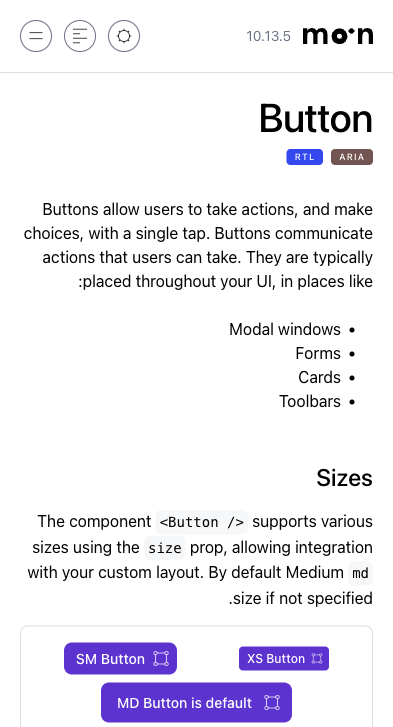 10.13.5 moon
Button
RTL ARIA
Buttons allow users to take actions, and make
choices, with a single tap. Buttons communicate
actions that users can take. They are typically
:placed throughout your UI, in places like
Modal windows •
Forms •
Cards •
Toolbars •
Sizes
The component <Button /> supports various
sizes using the size prop, allowing integration
with your custom layout. By default Medium md
.size if not specified
SM Button XS Button
MD Button is default